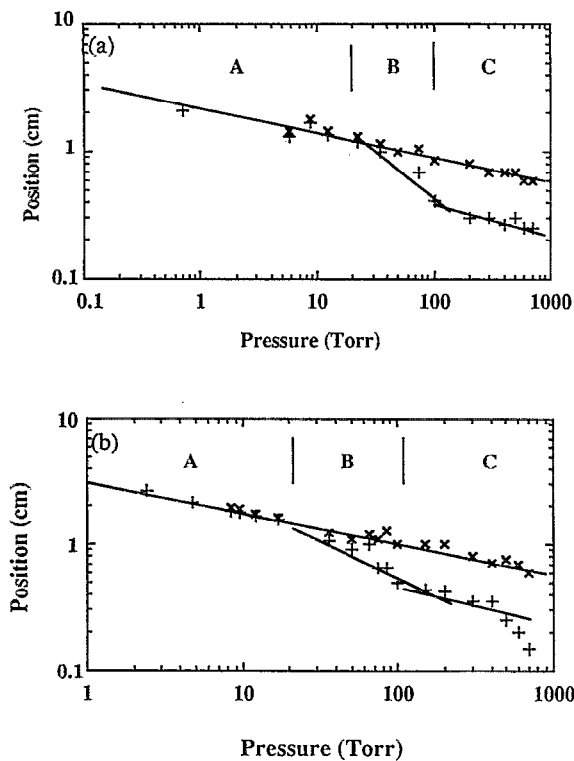 10
(a)
A B C
1
Position (cm)
0.1
0.1 1 10 100 1000
Pressure (Torr)
10
(b)
A B C
1
Position (cm)
0.1
1 10 100 1000
Pressure (Torr)